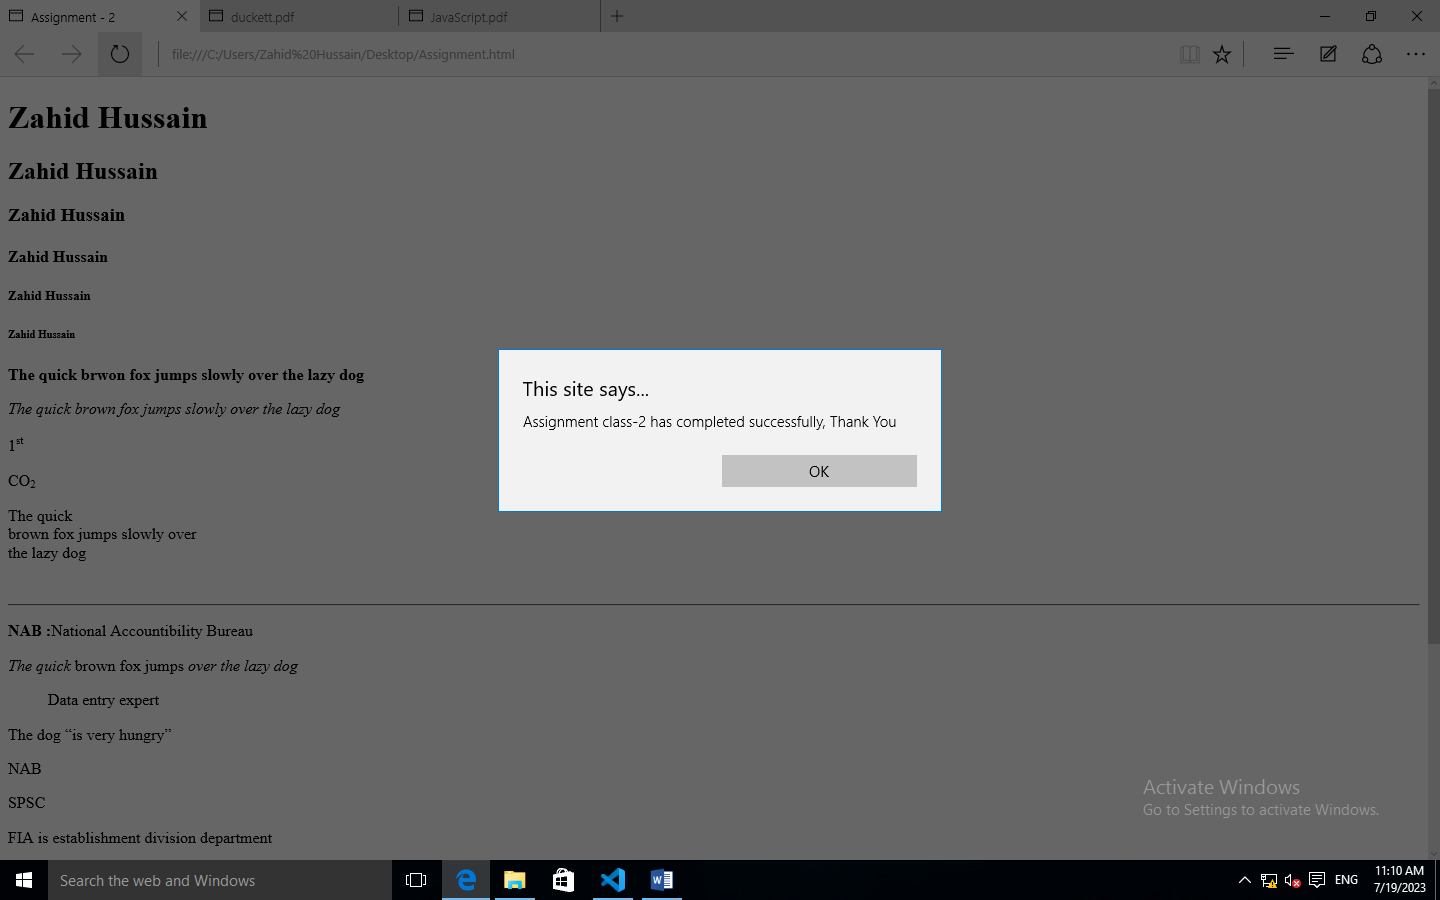 Assignment - 2
duckett.pdf
JavaScript.pdf
file:///C:/Users/Zahid%20Hussain/Desktop/Assignment.html
Zahid Hussain
Zahid Hussain
Zahid Hussain
Zahid Hussain
Zahid Hussain
Zahid Hussain
The quick brwon fox jumps slowly over the lazy dog
The quick brown fox jumps slowly over the lazy dog
1st
CO2
The quick
brown fox jumps slowly over
the lazy dog
This site says...
Assignment class-2 has completed successfully, Thank You
OK
NAB :National Accountibility Bureau
The quick brown fox jumps over the lazy dog
Data entry expert
The dog “is very hungry”
NAB
SPSC
FIA is establishment division department
Activate Windows
Go to Settings to activate Windows.
Search the web and Windows
ENG
11:10 AM
7/19/2023